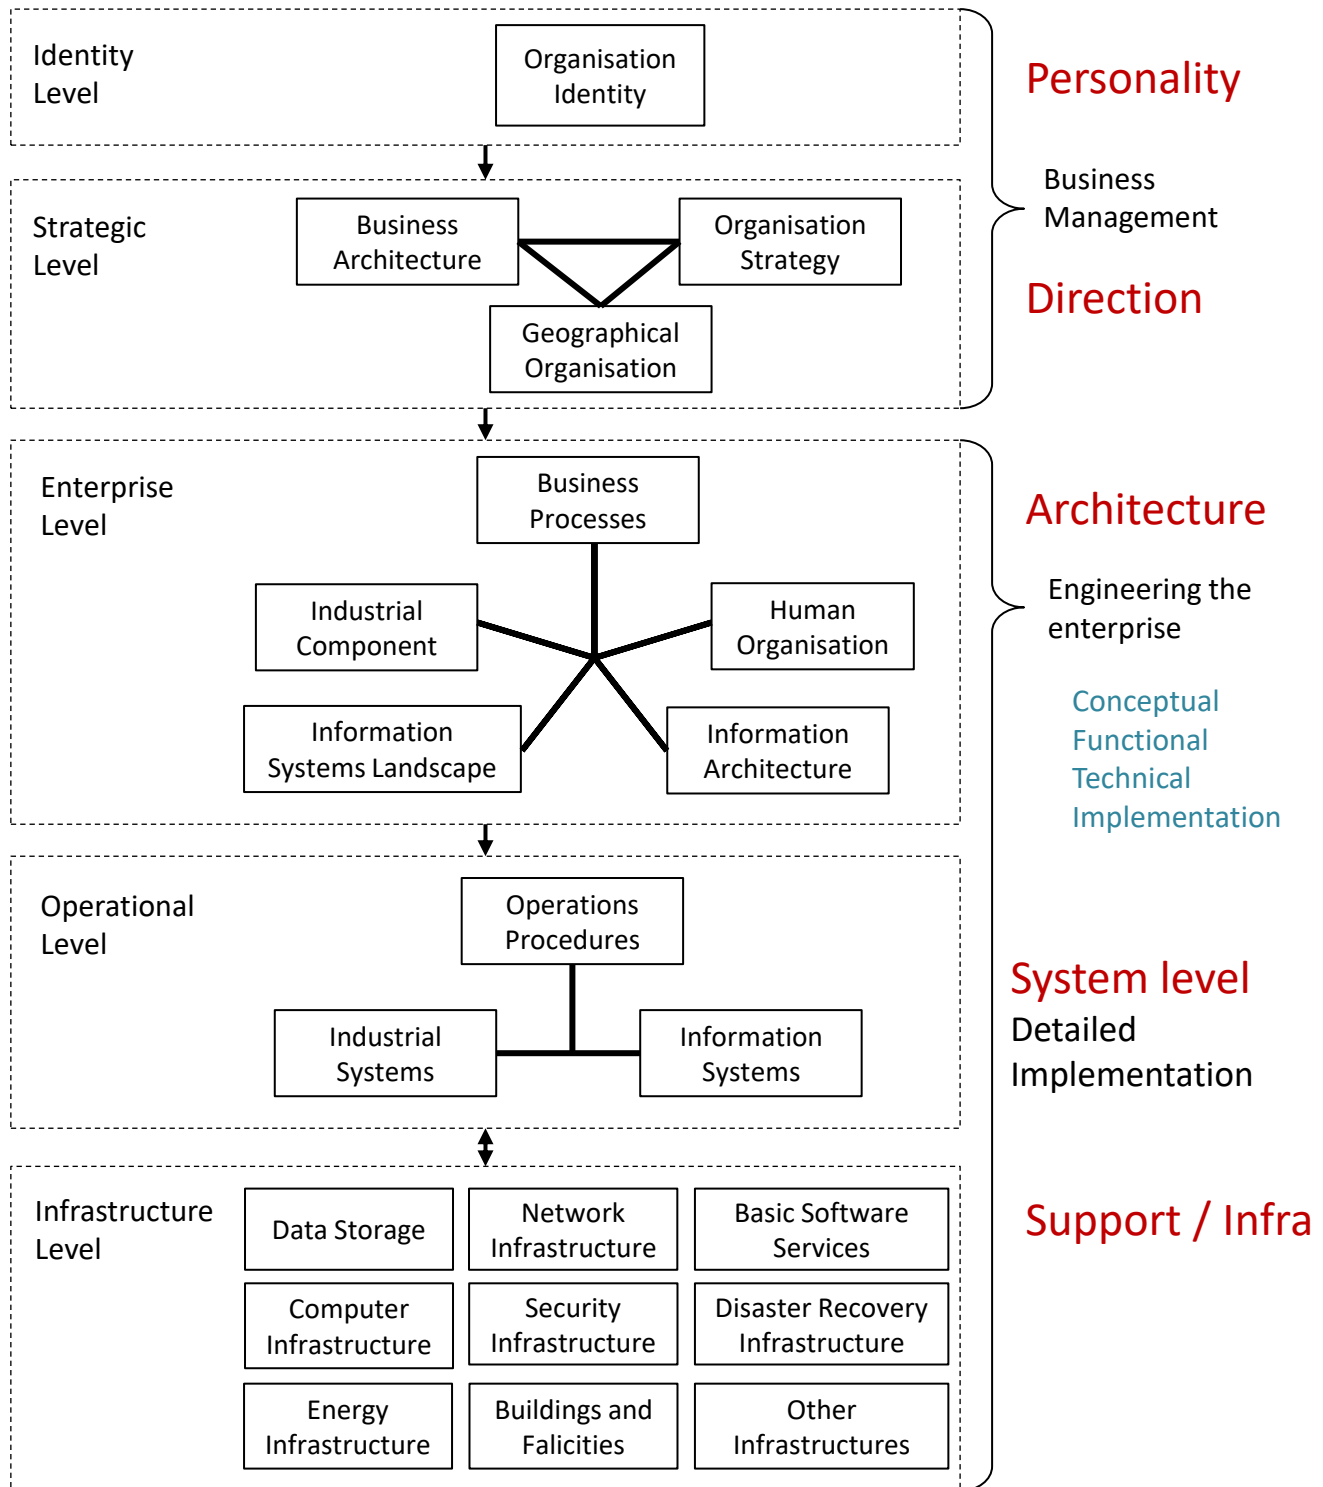 Identity
Level
Organisation
Identity
Personality
Business
Management
Strategic
Level
Business
Architecture
Organisation
Strategy
Geographical
Organisation
Direction
Enterprise
Level
Business
Processes
Industrial
Component
Human
Organisation
Information
Systems Landscape
Information
Architecture
Architecture
Engineering the
enterprise
Conceptual
Functional
Technical
Implementation
Operational
Level
Operations
Procedures
Industrial
Systems
Information
Systems
System level
Detailed
Implementation
Infrastructure
Level
Data Storage
Network
Infrastructure
Basic Software
Services
Computer
Infrastructure
Security
Infrastructure
Disaster Recovery
Infrastructure
Energy
Infrastructure
Buildings and
Falicities
Other
Infrastructures
Support / Infra